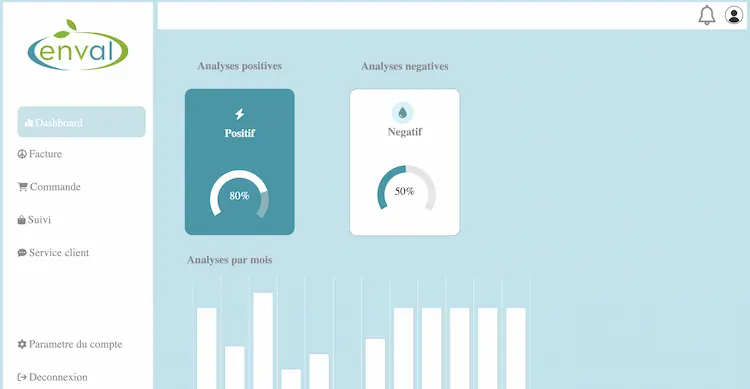 enval
Dashboard
Facture
Commande
Suivi
Service client
Parametre du compte
Deconnexion
Analyses positives
Analyses negatives
Positif
80%
Negatif
50%
Analyses par mois